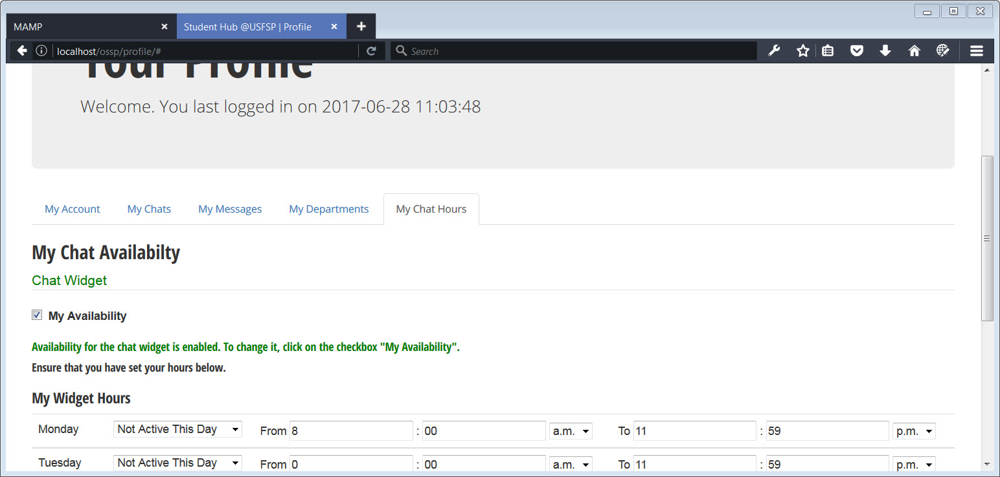 MAMP
Student Hub @USFSP | Profile
localhost/ossp/profile/#
Search
Your Profile
Welcome. You last logged in on 2017-06-28 11:03:48
My Account My Chats My Messages My Departments My Chat Hours
My Chat Availabilty
Chat Widget
My Availability
Availability for the chat widget is enabled. To change it, click on the checkbox "My Availability".
Ensure that you have set your hours below.
My Widget Hours
Monday Not Active This Day From 8 : 00 a.m. To 11 : 59 p.m.
Tuesday Not Active This Day From 0 : 00 a.m. To 11 : 59 p.m.